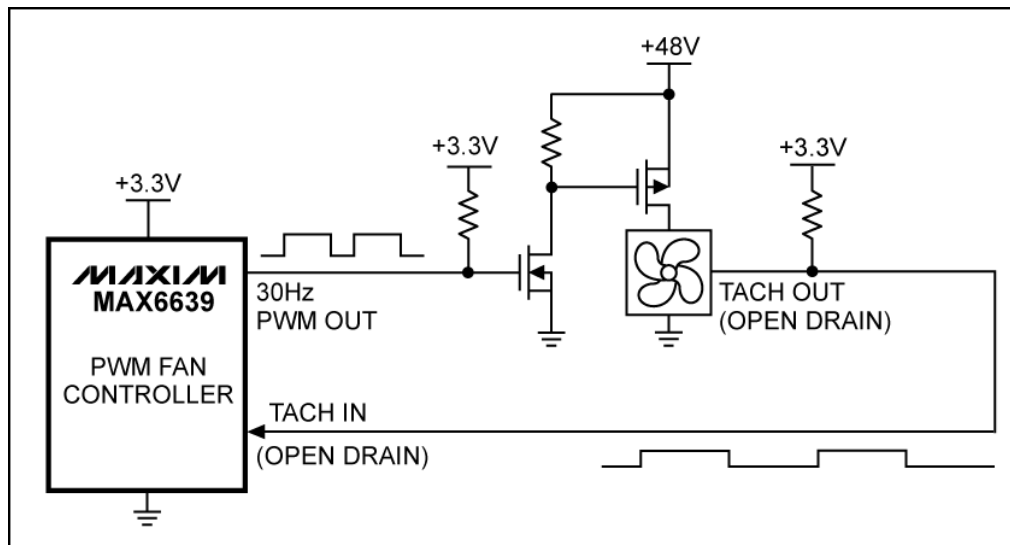 +48V
+3.3V
+3.3V
+3.3V
MAXIM
MAX6639
30Hz
PWM OUT
TACH OUT
(OPEN DRAIN)
PWM FAN
CONTROLLER
TACH IN
(OPEN DRAIN)